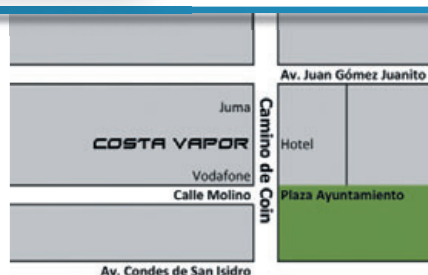 Av. Juan Gómez Juanito
Juma
COSTA VAPOR
Vodafone
Camino de Coin
Hotel
Calle Molino
Plaza Ayuntamiento
Av. Condes de San Isidro